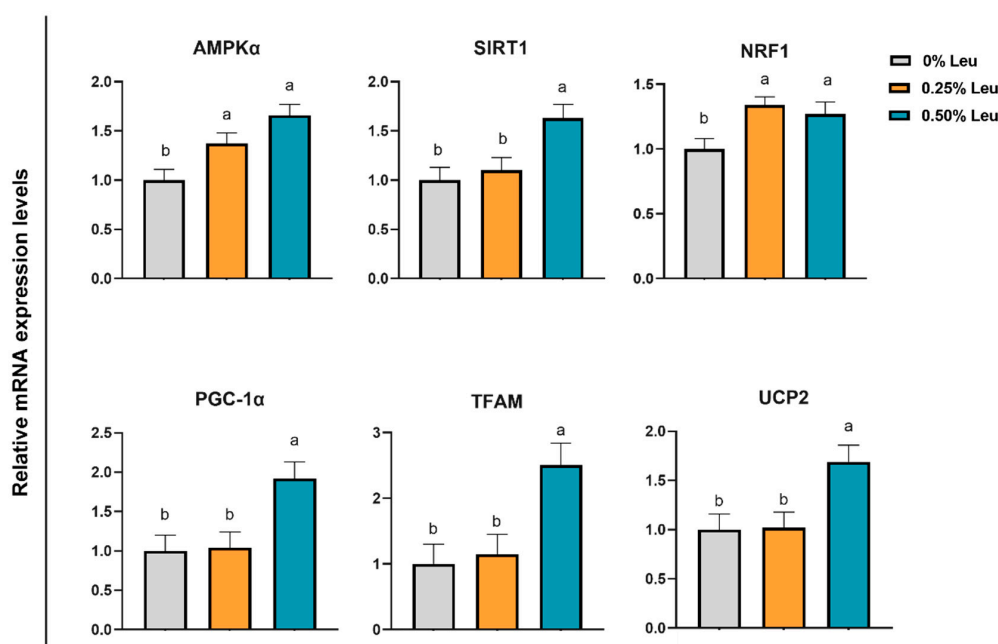 Relative mRNA expression levels
AMPKα
2.0
1.5
1.0
0.5
0.0
b
a
a
SIRT1
2.0
1.5
1.0
0.5
0.0
b
b
a
NRF1
1.5
1.0
0.5
0.0
b
a
a
0% Leu
0.25% Leu
0.50% Leu
PGC-1α
2.5
2.0
1.5
1.0
0.5
0.0
b
b
a
TFAM
3
2
1
0
b
b
a
UCP2
2.0
1.5
1.0
0.5
0.0
b
b
a